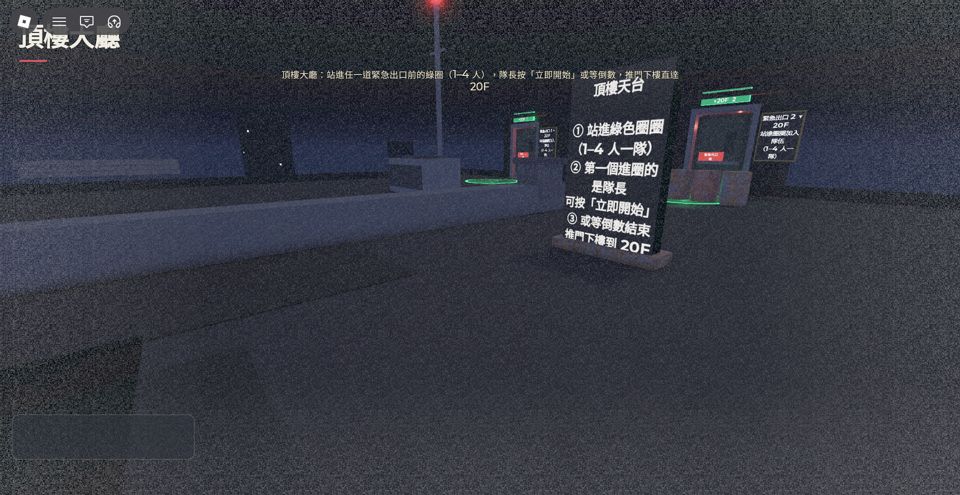 頂樓大廳
頂樓大廳：站進任一道緊急出口前的綠圈（1–4 人），隊長按「立即開始」或等倒數，推門下樓直達
20F
頂樓天台
① 站進綠色圈圈
（1–4 人一隊）
② 第一個進圈的
是隊長
可按「立即開始」
③ 或等倒數結束
推門下樓到 20F
20F 2
緊急出口 2
20F
站綠圈圈加入
隊伍
（1–4 人一
隊）